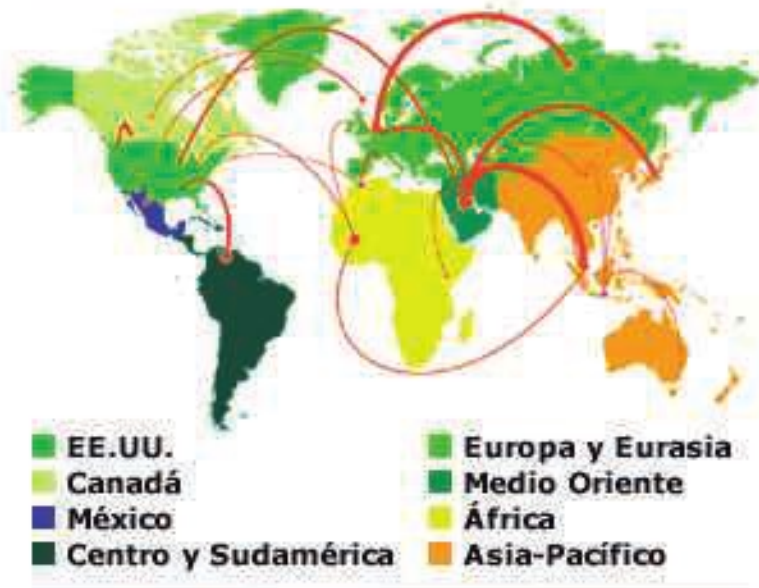 EE.UU.
Canadá
México
Centro y Sudamérica
Europa y Eurasia
Medio Oriente
África
Asia-Pacífico